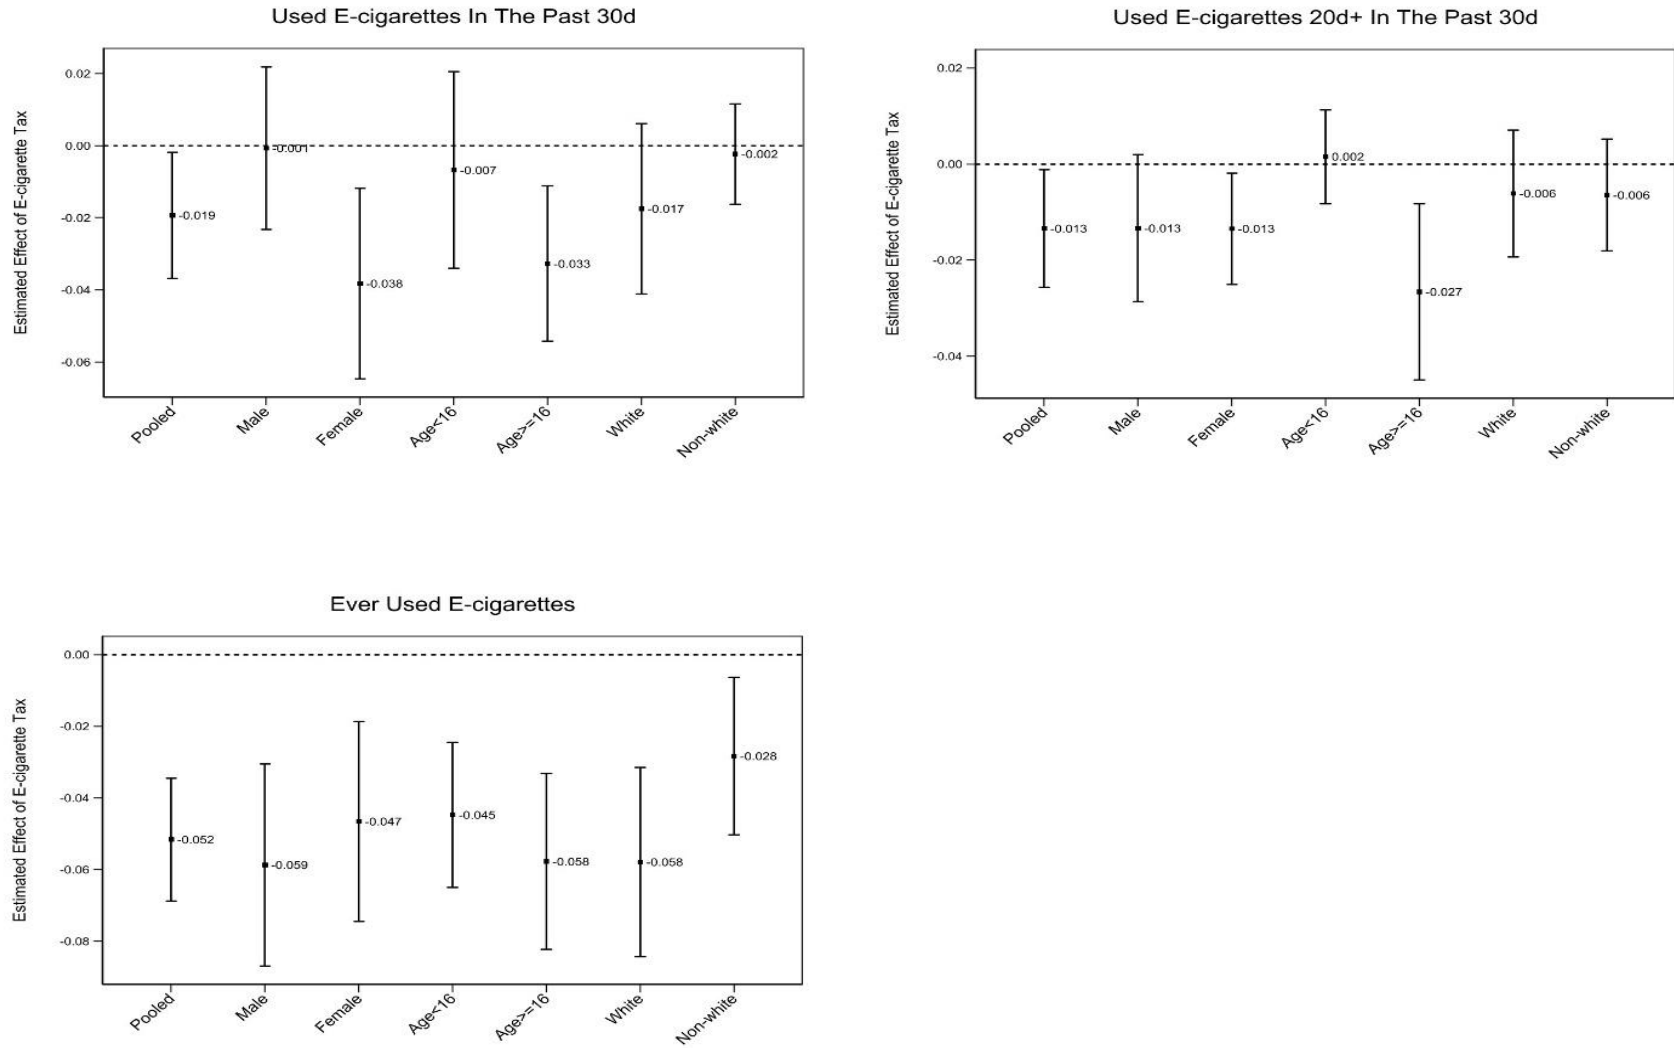 Used E-cigarettes In The Past 30d
Estimated Effect of E-cigarette Tax
0.02
0.00
-0.02
-0.04
-0.06
-0.019
-0.001
-0.038
-0.007
-0.033
-0.017
-0.002
Pooled
Male
Female
Age<16
Age>=16
White
Non-white
Used E-cigarettes 20d+ In The Past 30d
Estimated Effect of E-cigarette Tax
0.02
0.00
-0.02
-0.04
-0.013
-0.013
-0.013
0.002
-0.027
-0.006
-0.006
Pooled
Male
Female
Age<16
Age>=16
White
Non-white
Ever Used E-cigarettes
Estimated Effect of E-cigarette Tax
0.00
-0.02
-0.04
-0.06
-0.08
-0.052
-0.059
-0.047
-0.045
-0.058
-0.058
-0.028
Pooled
Male
Female
Age<16
Age>=16
White
Non-white